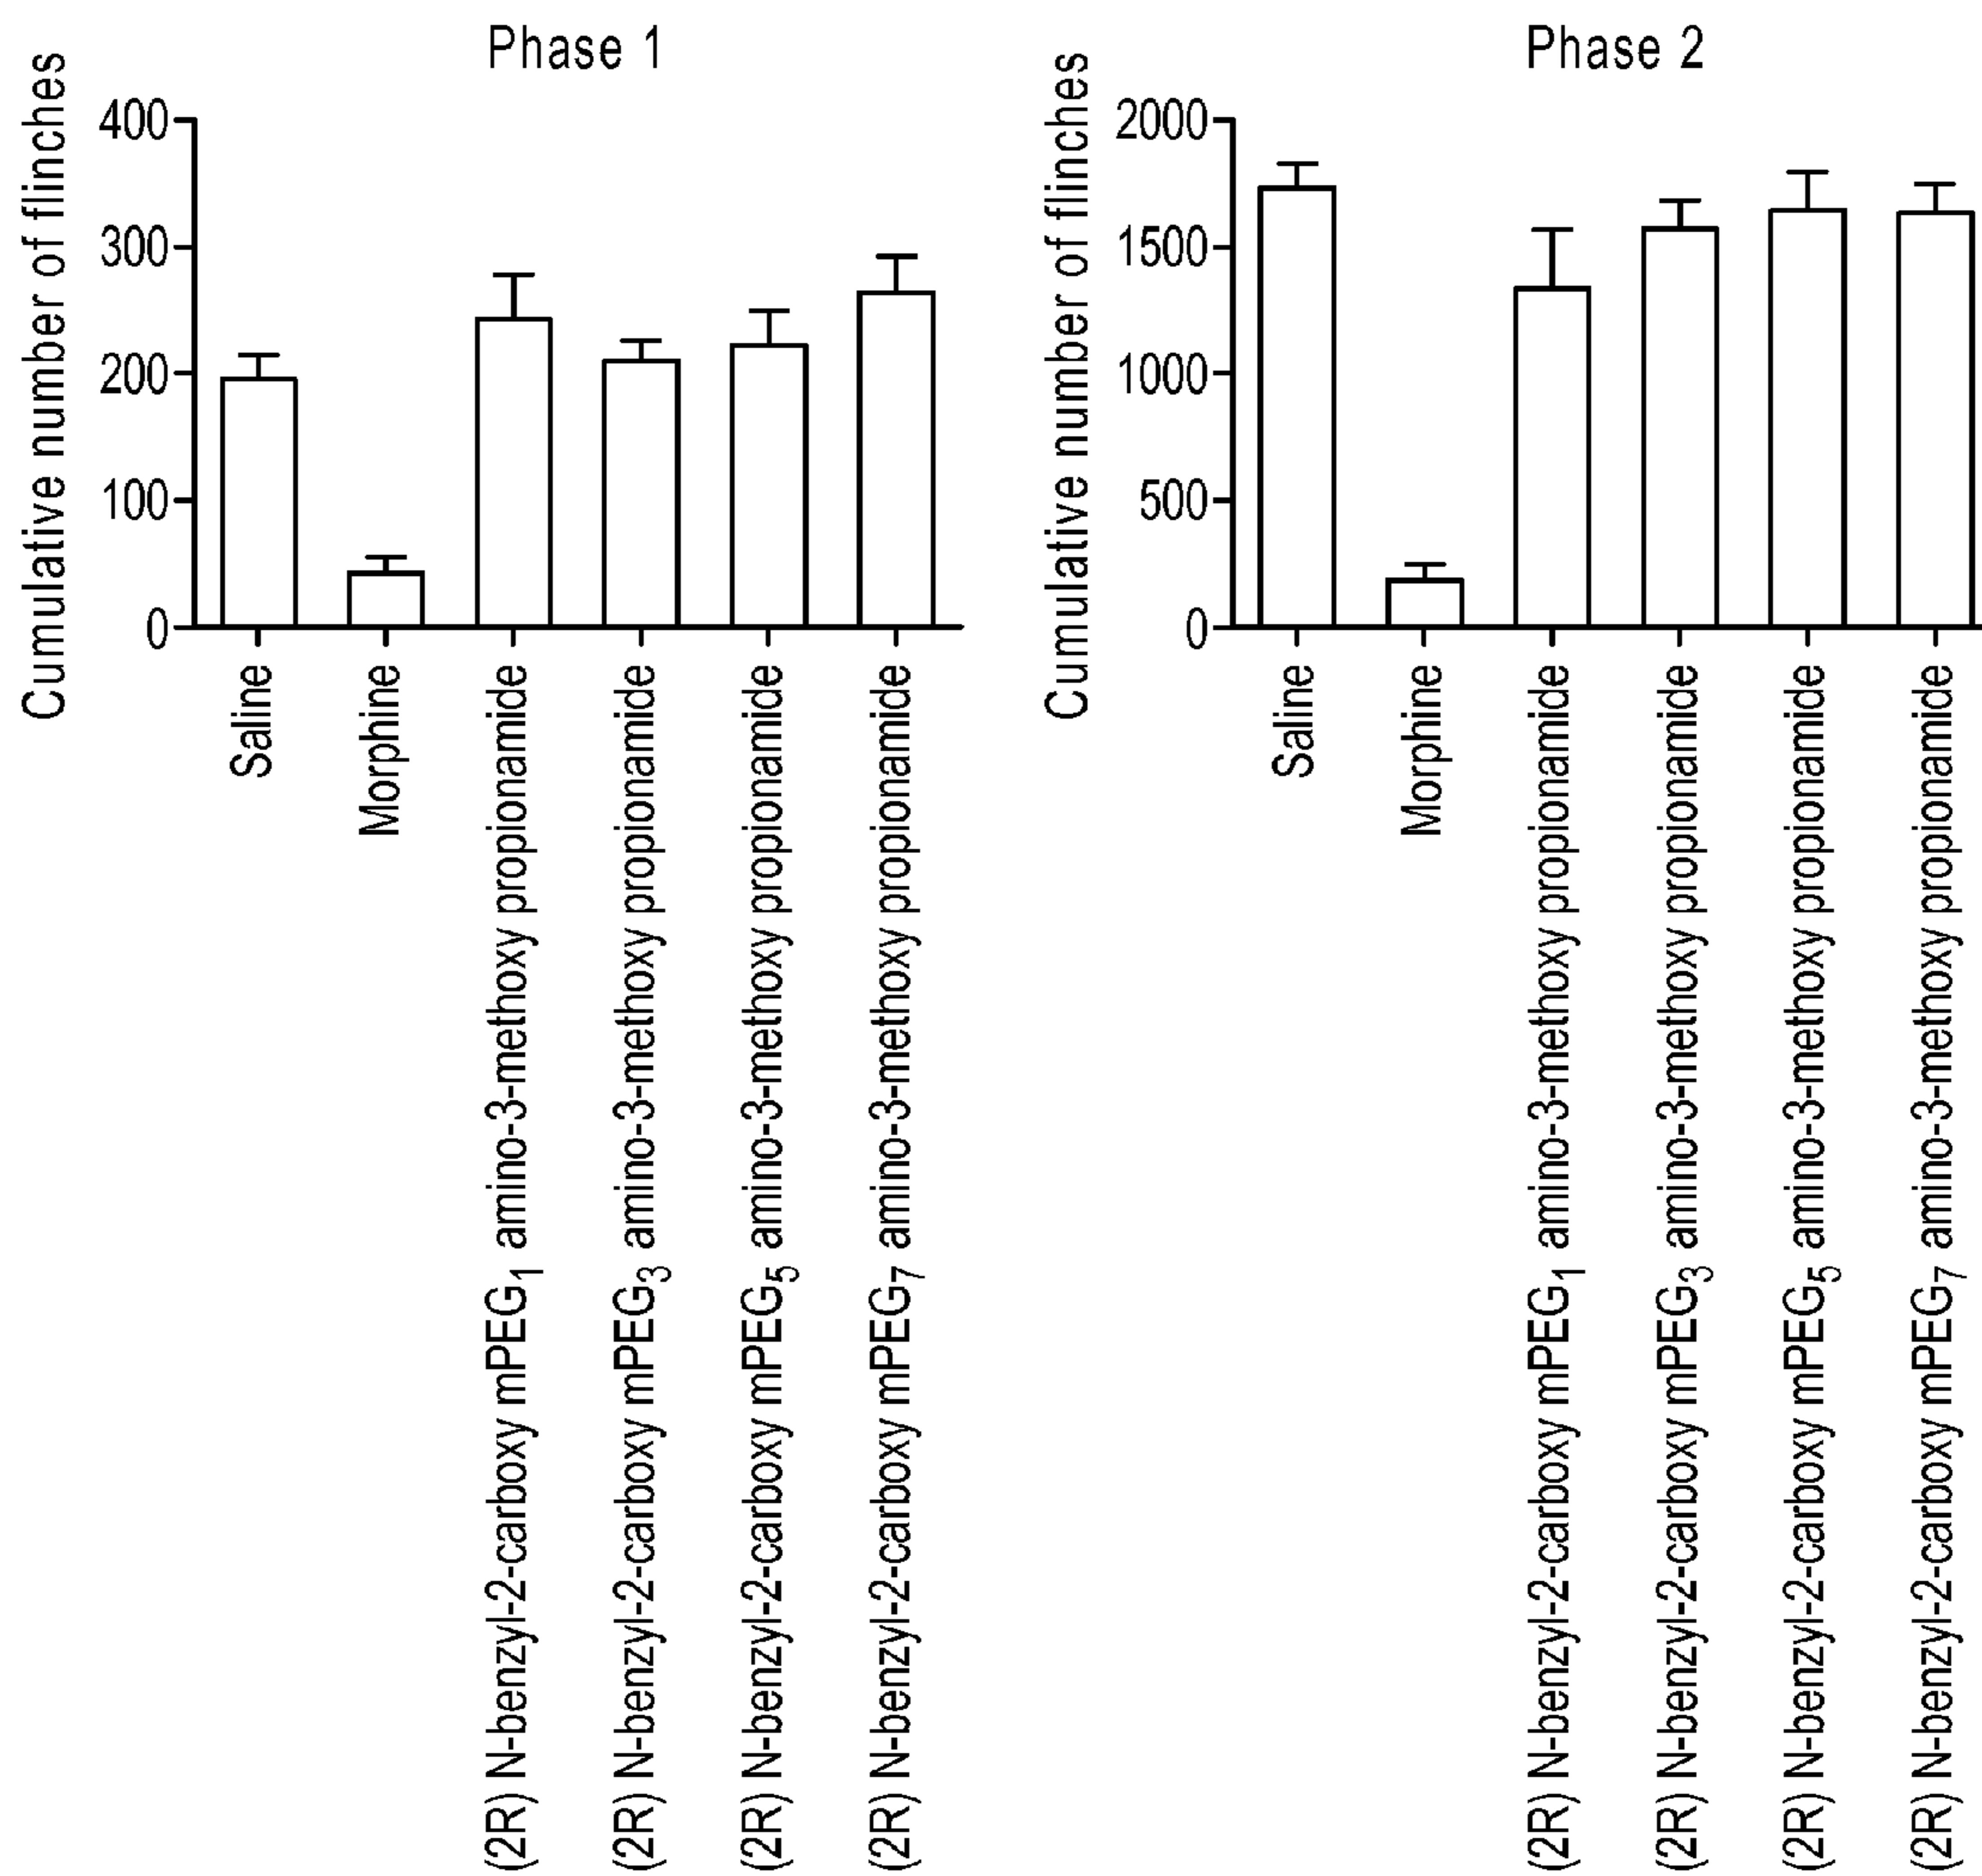 Phase 1
Cumulative number of flinches
400
300
200
100
0
Saline
Morphine
(2R) N-benzyl-2-carboxy mPEG₁ amino-3-methoxy propionamide
(2R) N-benzyl-2-carboxy mPEG₃ amino-3-methoxy propionamide
(2R) N-benzyl-2-carboxy mPEG₅ amino-3-methoxy propionamide
(2R) N-benzyl-2-carboxy mPEG₇ amino-3-methoxy propionamide
Phase 2
Cumulative number of flinches
2000
1500
1000
500
0
Saline
Morphine
(2R) N-benzyl-2-carboxy mPEG₁ amino-3-methoxy propionamide
(2R) N-benzyl-2-carboxy mPEG₃ amino-3-methoxy propionamide
(2R) N-benzyl-2-carboxy mPEG₅ amino-3-methoxy propionamide
(2R) N-benzyl-2-carboxy mPEG₇ amino-3-methoxy propionamide